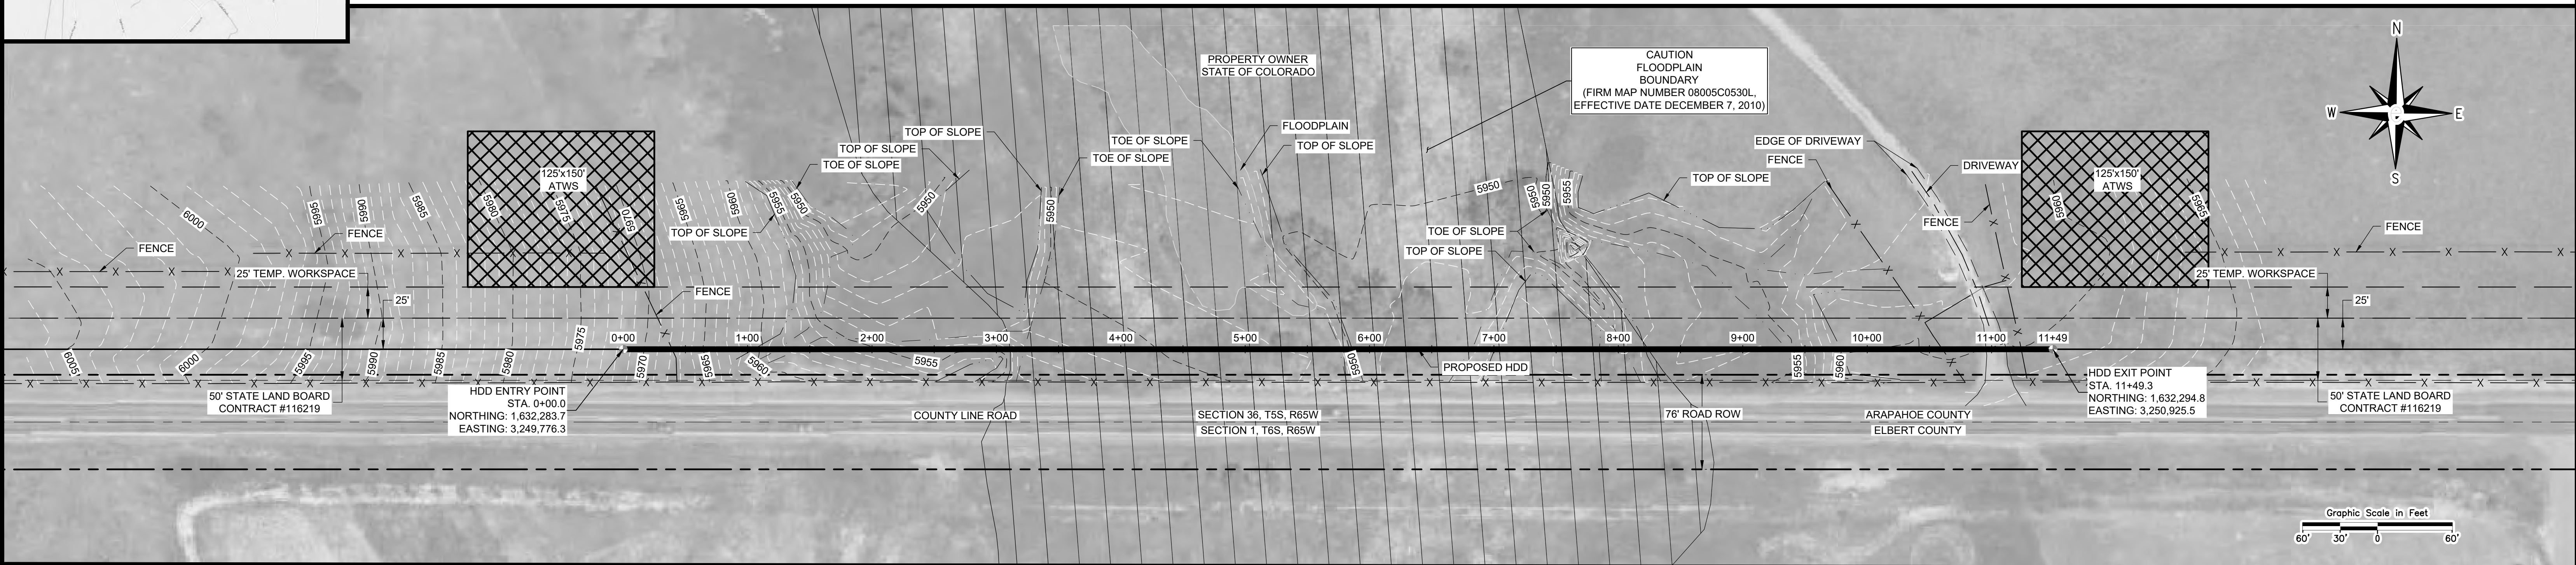 PROPERTY OWNER
STATE OF COLORADO
CAUTION
FLOODPLAIN
BOUNDARY
(FIRM MAP NUMBER 08005C0530L,
EFFECTIVE DATE DECEMBER 7, 2010)
N
W
E
S
TOP OF SLOPE
TOP OF SLOPE
TOE OF SLOPE
TOE OF SLOPE
TOE OF SLOPE
FLOODPLAIN
TOP OF SLOPE
EDGE OF DRIVEWAY
FENCE
DRIVEWAY
TOP OF SLOPE
125'x150'
ATWS
125'x150'
ATWS
6000
5995
5990
5985
5980
5975
5970
5965
5960
5955
5950
5950
5950
5950
5950
5950
5955
5960
5965
FENCE
FENCE
TOP OF SLOPE
TOE OF SLOPE
TOP OF SLOPE
FENCE
FENCE
25' TEMP. WORKSPACE
25'
FENCE
25' TEMP. WORKSPACE
25'
0+00
1+00
2+00
3+00
4+00
5+00
6+00
7+00
8+00
9+00
10+00
11+00
11+49
6005
6000
5995
5990
5985
5980
5975
5970
5965
5960
5955
5950
5955
5960
PROPOSED HDD
50' STATE LAND BOARD
CONTRACT #116219
HDD ENTRY POINT
STA. 0+00.0
NORTHING: 1,632,283.7
EASTING: 3,249,776.3
COUNTY LINE ROAD
SECTION 36, T5S, R65W
SECTION 1, T6S, R65W
76' ROAD ROW
ARAPAHOE COUNTY
ELBERT COUNTY
HDD EXIT POINT
STA. 11+49.3
NORTHING: 1,632,294.8
EASTING: 3,250,925.5
50' STATE LAND BOARD
CONTRACT #116219
Graphic Scale in Feet
60' 30' 0 60'